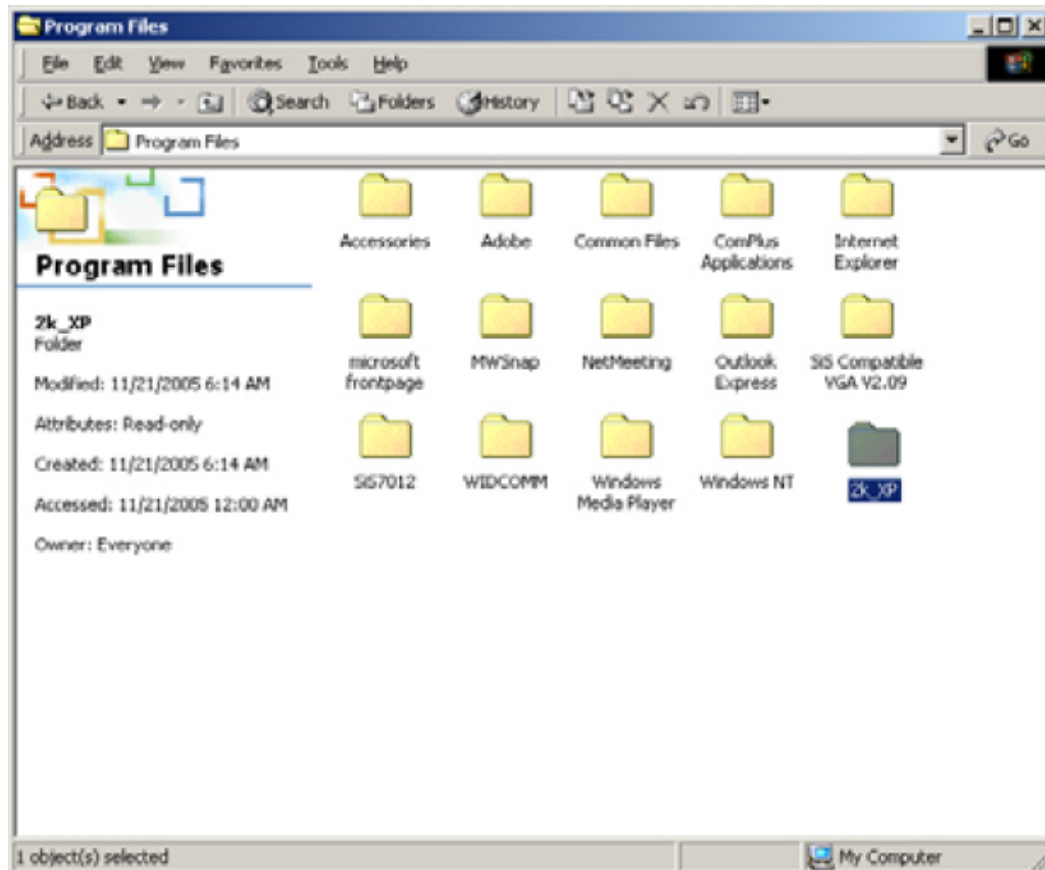 Program Files
File Edit View Favorites Tools Help
Back Search Folders History
Address Program Files Go
Program Files
2k_XP
Folder
Modified: 11/21/2005 6:14 AM
Attributes: Read-only
Created: 11/21/2005 6:14 AM
Accessed: 11/21/2005 12:00 AM
Owner: Everyone
Accessories Adobe Common Files ComPlus Internet
Applications Explorer
microsoft MWSnap NetMeeting Outlook SiS Compatible
frontpage Express VGA V2.09
SiS7012 WIDCOMM Windows Windows NT 2k_XP
Media Player
1 object(s) selected My Computer